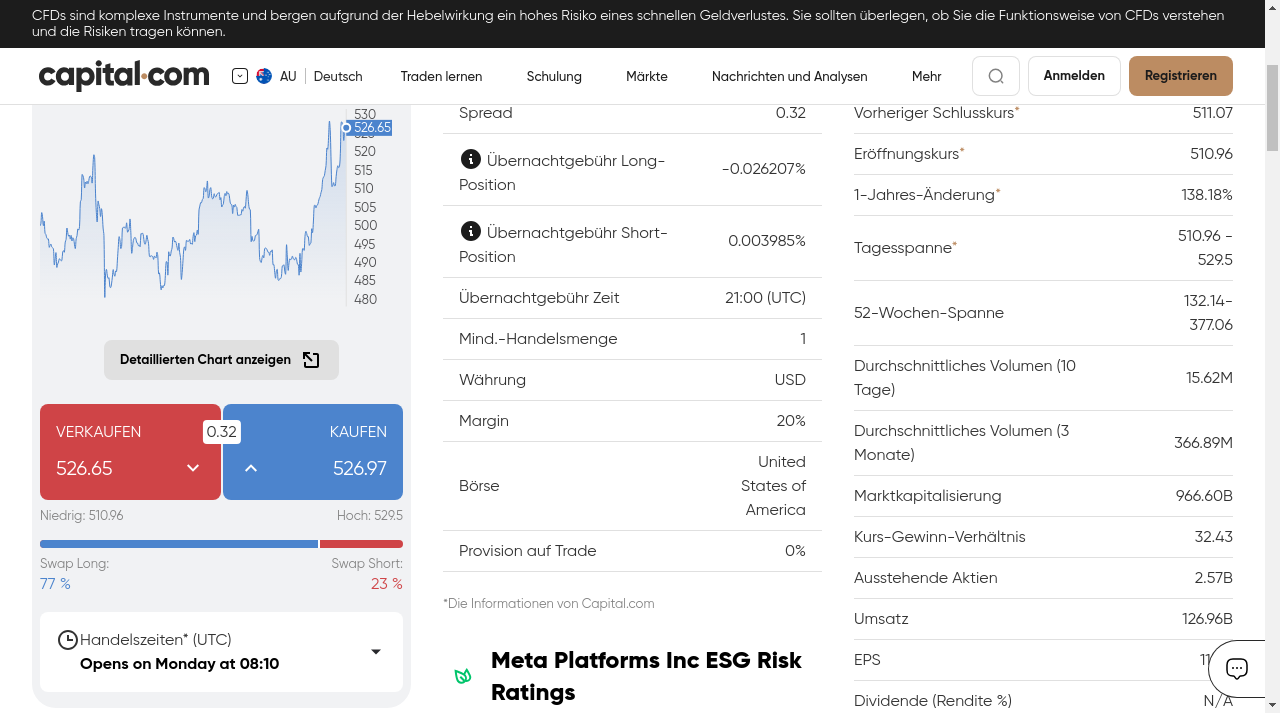 CFDs sind komplexe Instrumente und bergen aufgrund der Hebelwirkung ein hohes Risiko eines schnellen Geldverlustes. Sie sollten überlegen, ob Sie die Funktionsweise von CFDs verstehen
und die Risiken tragen können.
capital.com
AU
Deutsch
Traden lernen
Schulung
Märkte
Nachrichten und Analysen
Mehr
Anmelden
Registrieren
530
526.65
520
515
510
505
500
495
490
485
480
Detaillierten Chart anzeigen
VERKAUFEN
526.65
0.32
KAUFEN
526.97
Niedrig: 510.96
Hoch: 529.5
Swap Long:
Swap Short:
77 %
23 %
Handelszeiten* (UTC)
Opens on Monday at 08:10
Spread 0.32
Übernachtgebühr Long-
Position
-0.026207%
Übernachtgebühr Short-
Position
0.003985%
Übernachtgebühr Zeit 21:00 (UTC)
Mind.-Handelsmenge 1
Währung USD
Margin 20%
Börse
United
States of
America
Provision auf Trade 0%
*Die Informationen von Capital.com
Meta Platforms Inc ESG Risk
Ratings
Vorheriger Schlusskurs* 511.07
Eröffnungskurs* 510.96
1-Jahres-Änderung* 138.18%
Tagesspanne*
510.96 -
529.5
52-Wochen-Spanne
132.14-
377.06
Durchschnittliches Volumen (10
Tage)
15.62M
Durchschnittliches Volumen (3
Monate)
366.89M
Marktkapitalisierung 966.60B
Kurs-Gewinn-Verhältnis 32.43
Ausstehende Aktien 2.57B
Umsatz 126.96B
EPS
Dividende (Rendite %) N/A